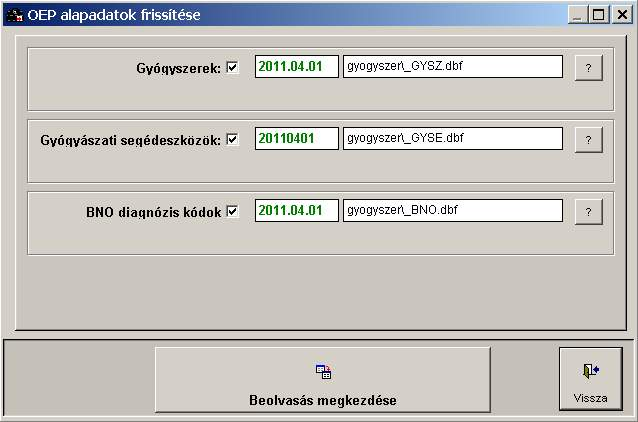 OEP alapadatok frissítése
Gyógyszerek: 2011.04.01 gyogyszer\_GYSZ.dbf ?
Gyógyászati segédeszközök: 20110401 gyogyszer\_GYSE.dbf ?
BNO diagnózis kódok 2011.04.01 gyogyszer\_BNO.dbf ?
Beolvasás megkezdése
Vissza